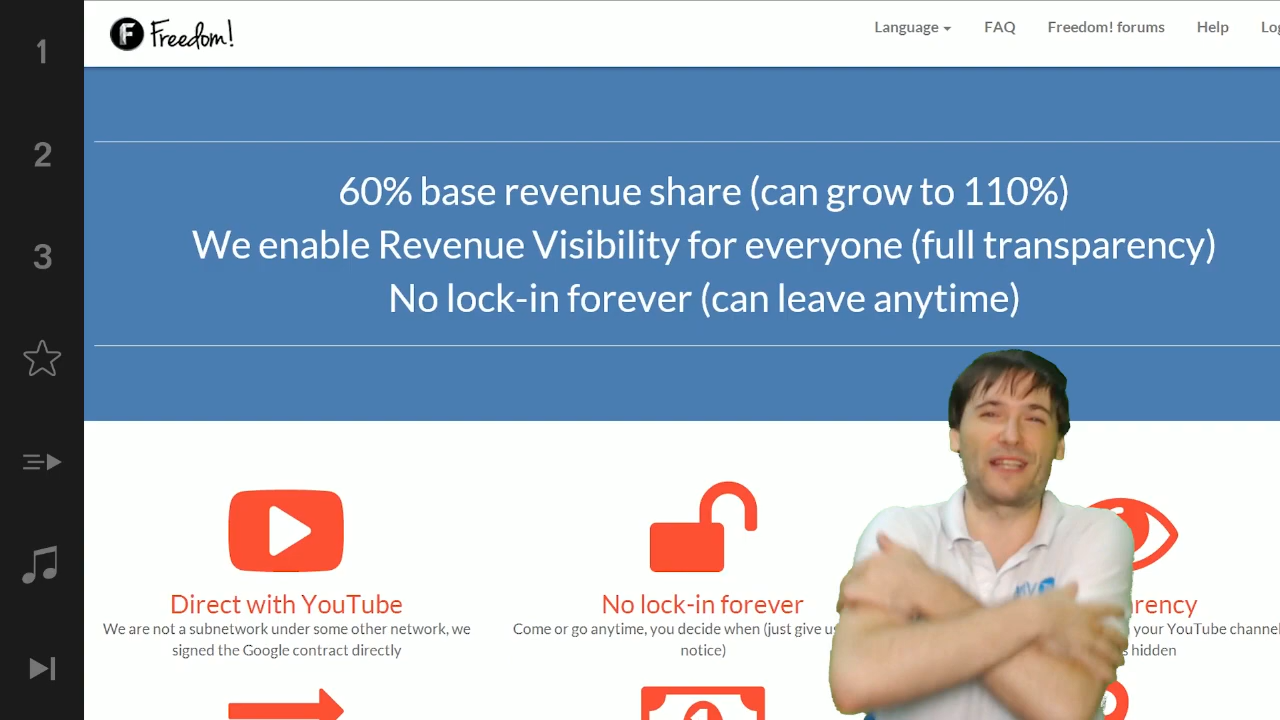 1
2
3
F Freedom!
Language FAQ Freedom! forums Help
60% base revenue share (can grow to 110%)
We enable Revenue Visibility for everyone (full transparency)
No lock-in forever (can leave anytime)
Direct with YouTube
We are not a subnetwork under some other network, we
signed the Google contract directly
No lock-in forever
Come or go anytime, you decide when (just give
notice)
your YouTube channel
hidden